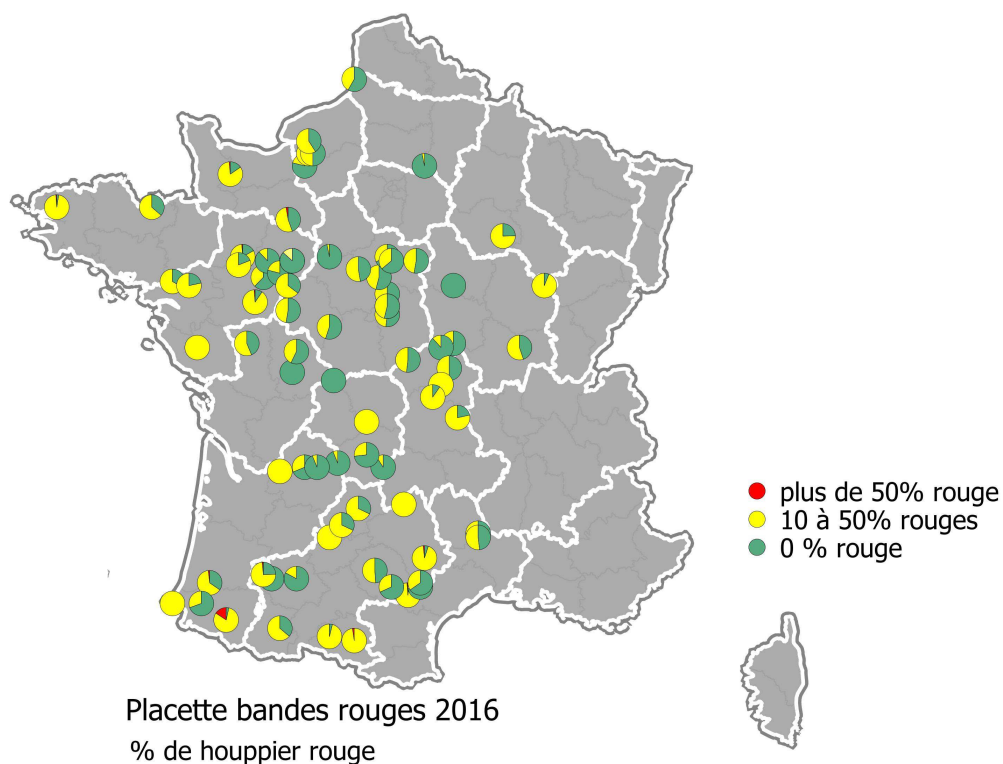 plus de 50% rouge
10 à 50% rouges
0 % rouge
Placette bandes rouges 2016
% de houppier rouge